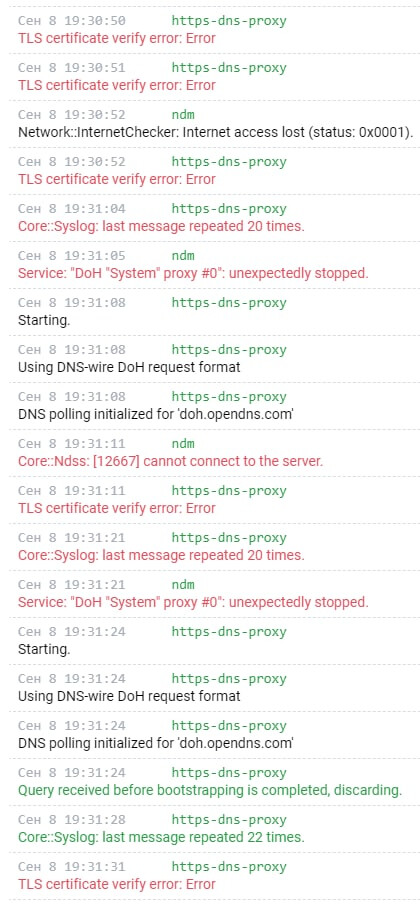 Сен 8 19:30:50 https-dns-proxy
TLS certificate verify error: Error
Сен 8 19:30:51 https-dns-proxy
TLS certificate verify error: Error
Сен 8 19:30:52 ndm
Network::InternetChecker: Internet access lost (status: 0x0001).
Сен 8 19:30:52 https-dns-proxy
TLS certificate verify error: Error
Сен 8 19:31:04 https-dns-proxy
Core::Syslog: last message repeated 20 times.
Сен 8 19:31:05 ndm
Service: "DoH "System" proxy #0": unexpectedly stopped.
Сен 8 19:31:08 https-dns-proxy
Starting.
Сен 8 19:31:08 https-dns-proxy
Using DNS-wire DoH request format
Сен 8 19:31:08 https-dns-proxy
DNS polling initialized for 'doh.opendns.com'
Сен 8 19:31:11 ndm
Core::Ndss: [12667] cannot connect to the server.
Сен 8 19:31:11 https-dns-proxy
TLS certificate verify error: Error
Сен 8 19:31:21 https-dns-proxy
Core::Syslog: last message repeated 20 times.
Сен 8 19:31:21 ndm
Service: "DoH "System" proxy #0": unexpectedly stopped.
Сен 8 19:31:24 https-dns-proxy
Starting.
Сен 8 19:31:24 https-dns-proxy
Using DNS-wire DoH request format
Сен 8 19:31:24 https-dns-proxy
DNS polling initialized for 'doh.opendns.com'
Сен 8 19:31:24 https-dns-proxy
Query received before bootstrapping is completed, discarding.
Сен 8 19:31:28 https-dns-proxy
Core::Syslog: last message repeated 22 times.
Сен 8 19:31:31 https-dns-proxy
TLS certificate verify error: Error